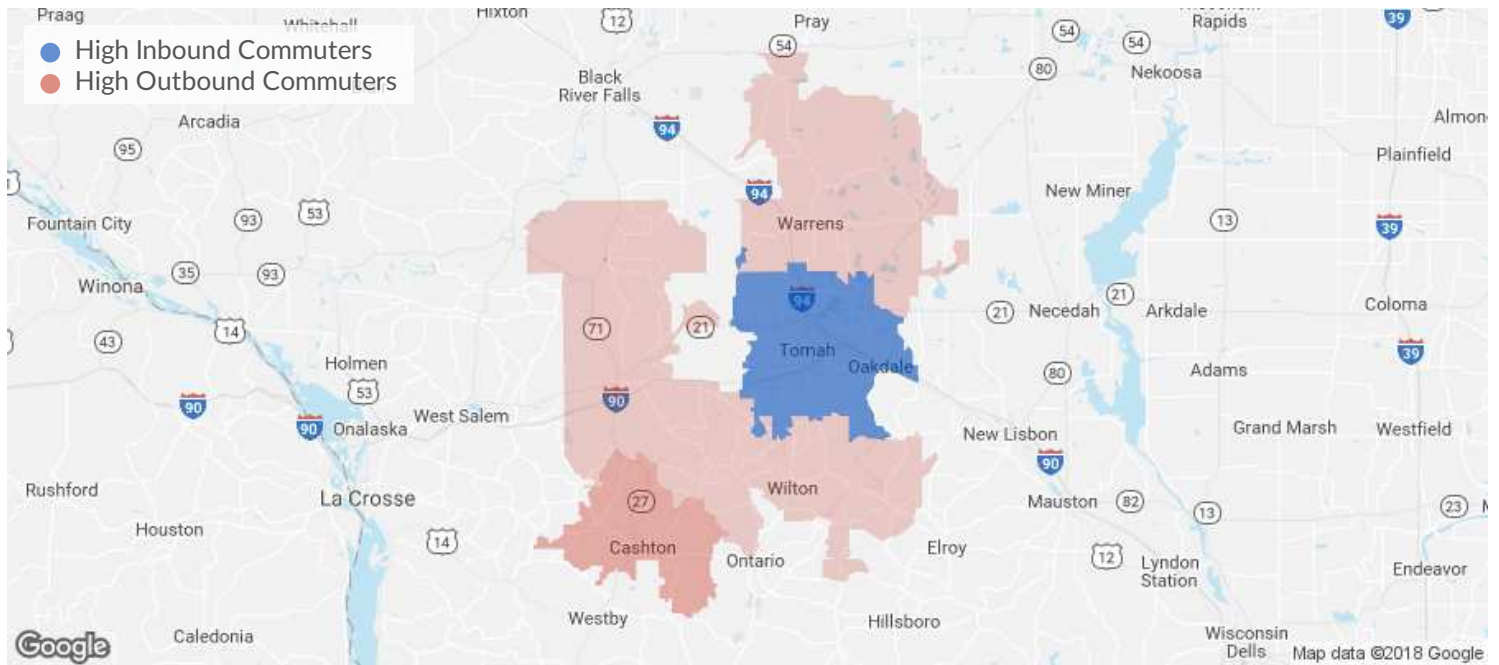 Praag
Whitehall
Hixton
12
Pray
Rapids
39
High Inbound Commuters
High Outbound Commuters
54
54
54
80
Nekoosa
Black
River Falls
94
Arcadia
95
Plainfield
94
New Miner
53
93
Fountain City
Warrens
13
39
35
93
Winona
94
21
Necedah
Arkdale
Coloma
14
43
71
21
21
Tomah
Oakdale
39
Holmen
53
80
Adams
90
90
West Salem
90
Onalaska
New Lisbon
Grand Marsh
Westfield
90
Rushford
La Crosse
27
Wilton
Mauston
82
13
23
Houston
14
Cashton
Ontario
Elroy
12
Lyndon
Station
Endeavor
Westby
Hillsboro
Caledonia
Wisconsin
Dells
Google
Map data ©2018 Google